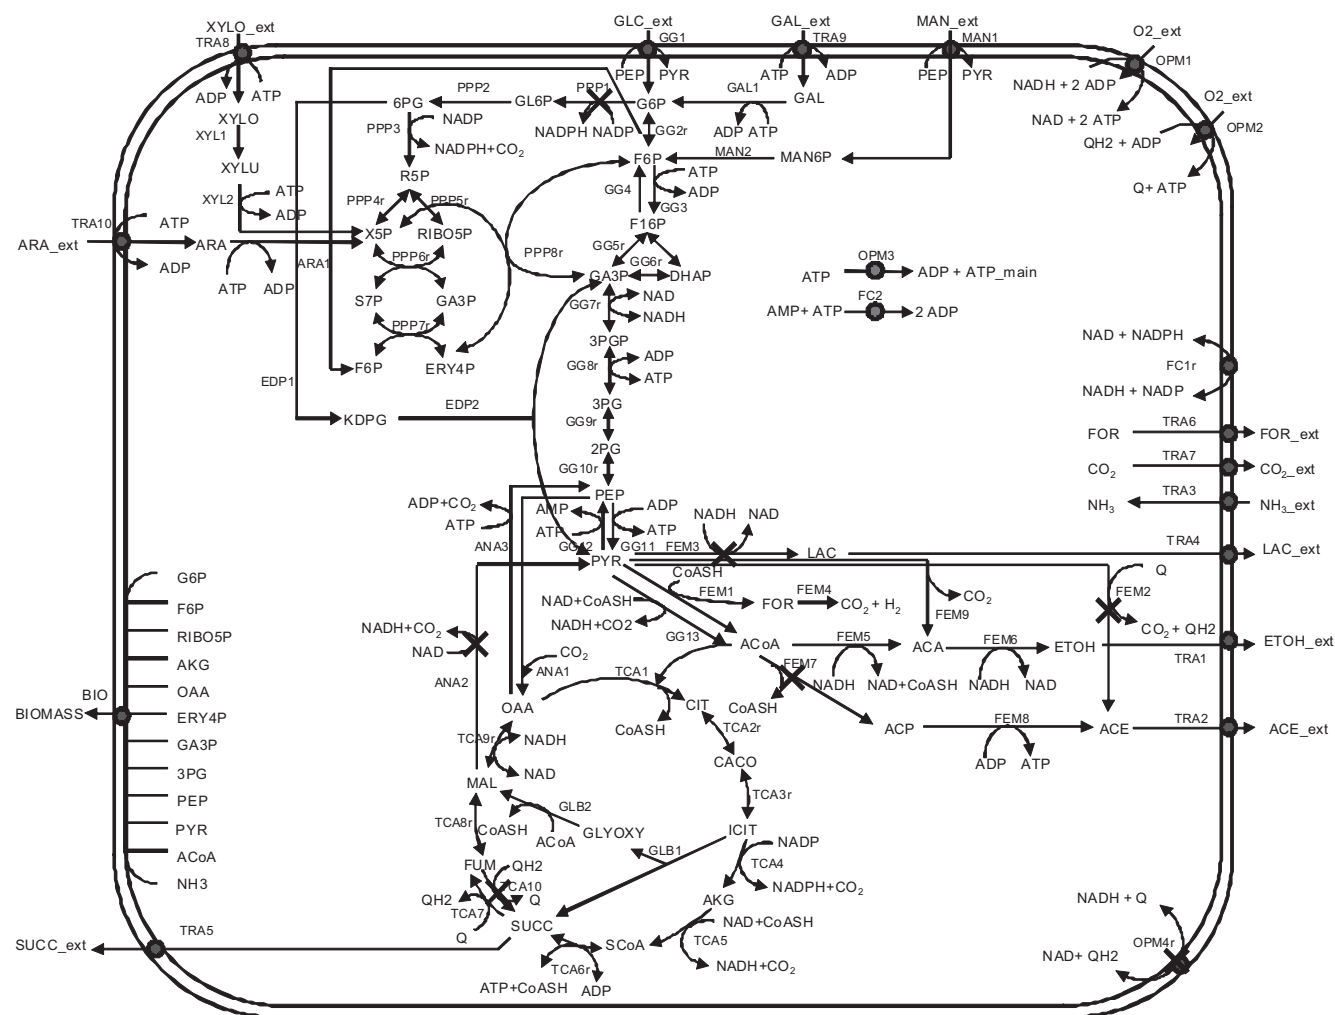 XYLO_ext
GLC_ext
GAL_ext
MAN_ext
O2_ext
TRA8
GG1
TRA9
MAN1
OPM1
PEP PYR
ATP ADP
PEP PYR
NADH + 2 ADP
NAD + 2 ATP
O2_ext
OPM2
QH2 + ADP
Q+ ATP
ADP ATP
XYLO
XYL1
XYLU
XYL2
ATP
ADP
6PG
PPP2
GL6P
PPP1
G6P
GAL1
GAL
NADP
NADPH NADP
GG2r
ADP ATP
PPP3
NADPH+CO2
F6P
MAN2
MAN6P
R5P
GG4
ATP
ADP
GG3
PPP4r
PPP5r
F16P
TRA10
ATP
ARA_ext
ARA
ADP
ATP
ADP
ARA1
X5P
RIBO5P
PPP6r
PPP8r
GG5r
GG6r
GA3P
DHAP
OPM3
ATP
ADP + ATP_main
FC2
AMP+ ATP
2 ADP
S7P
GA3P
GG7r
NAD
NADH
PPP7r
3PGP
F6P
ERY4P
GG8r
ADP
ATP
NAD + NADPH
FC1r
NADH + NADP
EDP1
KDPG
EDP2
3PG
GG9r
2PG
GG10r
FOR
TRA6
FOR_ext
CO2
TRA7
CO2_ext
NH3
TRA3
NH3_ext
ADP+CO2
ATP
PEP
AMP
ATP
ADP
ATP
NADH
NAD
ANA3
GG12
GG11
FEM3
LAC
TRA4
LAC_ext
PYR
CoASH
FEM1
FOR
FEM4
CO2 + H2
CO2
FEM9
Q
FEM2
CO2 + QH2
NAD+CoASH
NADH+CO2
GG13
NADH+CO2
NAD
ANA2
CO2
ANA1
TCA1
ACoA
FEM5
ACA
FEM6
ETOH
TRA1
ETOH_ext
FEM7
NADH
NAD+CoASH
NADH
NAD
OAA
CoASH
CIT
CoASH
ACP
FEM8
ACE
TRA2
ACE_ext
ADP
ATP
TCA9r
NADH
NAD
TCA2r
CACO
MAL
TCA3r
GLB2
TCA8r
CoASH
ACoA
GLYOXY
ICIT
GLB1
NADP
TCA4
NADPH+CO2
FUM
QH2
TCA10
Q
QH2
TCA7
Q
AKG
NAD+CoASH
TCA5
NADH+CO2
SUCC
SCoA
TCA6r
ATP+CoASH
ADP
G6P
F6P
RIBO5P
AKG
OAA
BIO
BIOMASS
ERY4P
GA3P
3PG
PEP
PYR
ACoA
NH3
TRA5
SUCC_ext
NADH + Q
NAD+ QH2
OPM4r